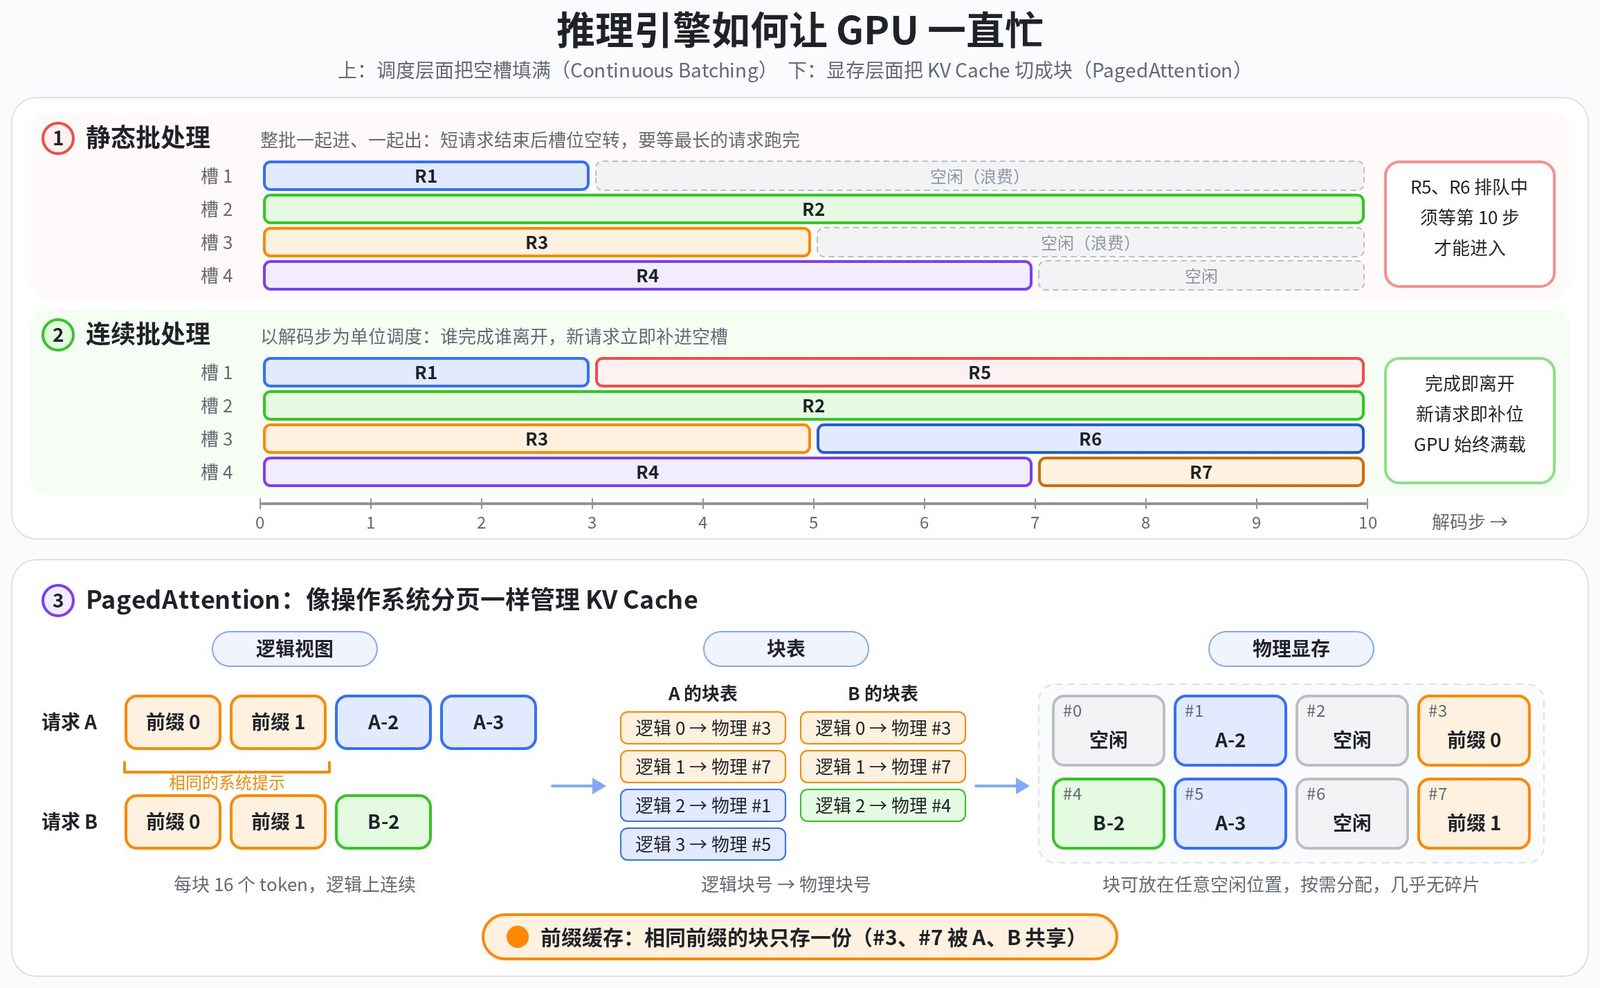 推理引擎如何让 GPU 一直忙
上：调度层面把空槽填满（Continuous Batching） 下：显存层面把 KV Cache 切成块（PagedAttention）
1 静态批处理 整批一起进、一起出：短请求结束后槽位空转，要等最长的请求跑完
槽 1 R1 空闲（浪费）
槽 2 R2
槽 3 R3 空闲（浪费）
槽 4 R4 空闲
R5、R6 排队中
须等第 10 步
才能进入
2 连续批处理 以解码步为单位调度：谁完成谁离开，新请求立即补进空槽
槽 1 R1 R5
槽 2 R2
槽 3 R3 R6
槽 4 R4 R7
完成即离开
新请求即补位
GPU 始终满载
0 1 2 3 4 5 6 7 8 9 10 解码步 →
3 PagedAttention：像操作系统分页一样管理 KV Cache
逻辑视图
请求 A 前缀 0 前缀 1 A-2 A-3
相同的系统提示
请求 B 前缀 0 前缀 1 B-2
每块 16 个 token，逻辑上连续
块表
A 的块表
逻辑 0 → 物理 #3
逻辑 1 → 物理 #7
逻辑 2 → 物理 #1
逻辑 3 → 物理 #5
B 的块表
逻辑 0 → 物理 #3
逻辑 1 → 物理 #7
逻辑 2 → 物理 #4
逻辑块号 → 物理块号
物理显存
#0 空闲
#1 A-2
#2 空闲
#3 前缀 0
#4 B-2
#5 A-3
#6 空闲
#7 前缀 1
块可放在任意空闲位置，按需分配，几乎无碎片
前缀缓存：相同前缀的块只存一份（#3、#7 被 A、B 共享）